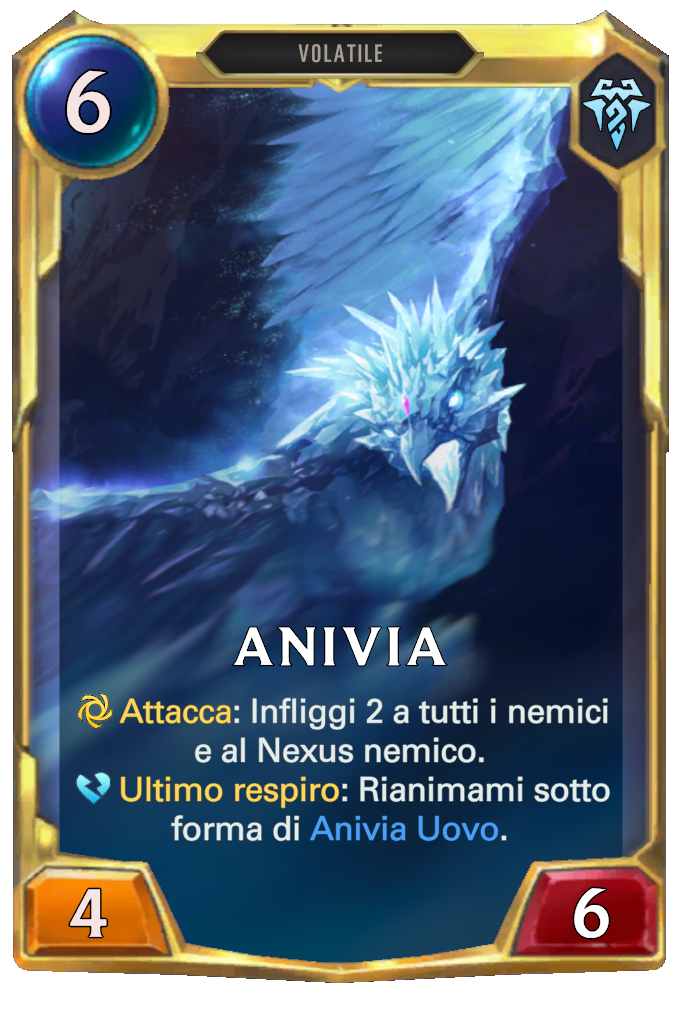 VOLATILE
6
ANIVIA
Attacca: Infliggi 2 a tutti i nemici
e al Nexus nemico.
Ultimo respiro: Rianimami sotto
forma di Anivia Uovo.
4
6